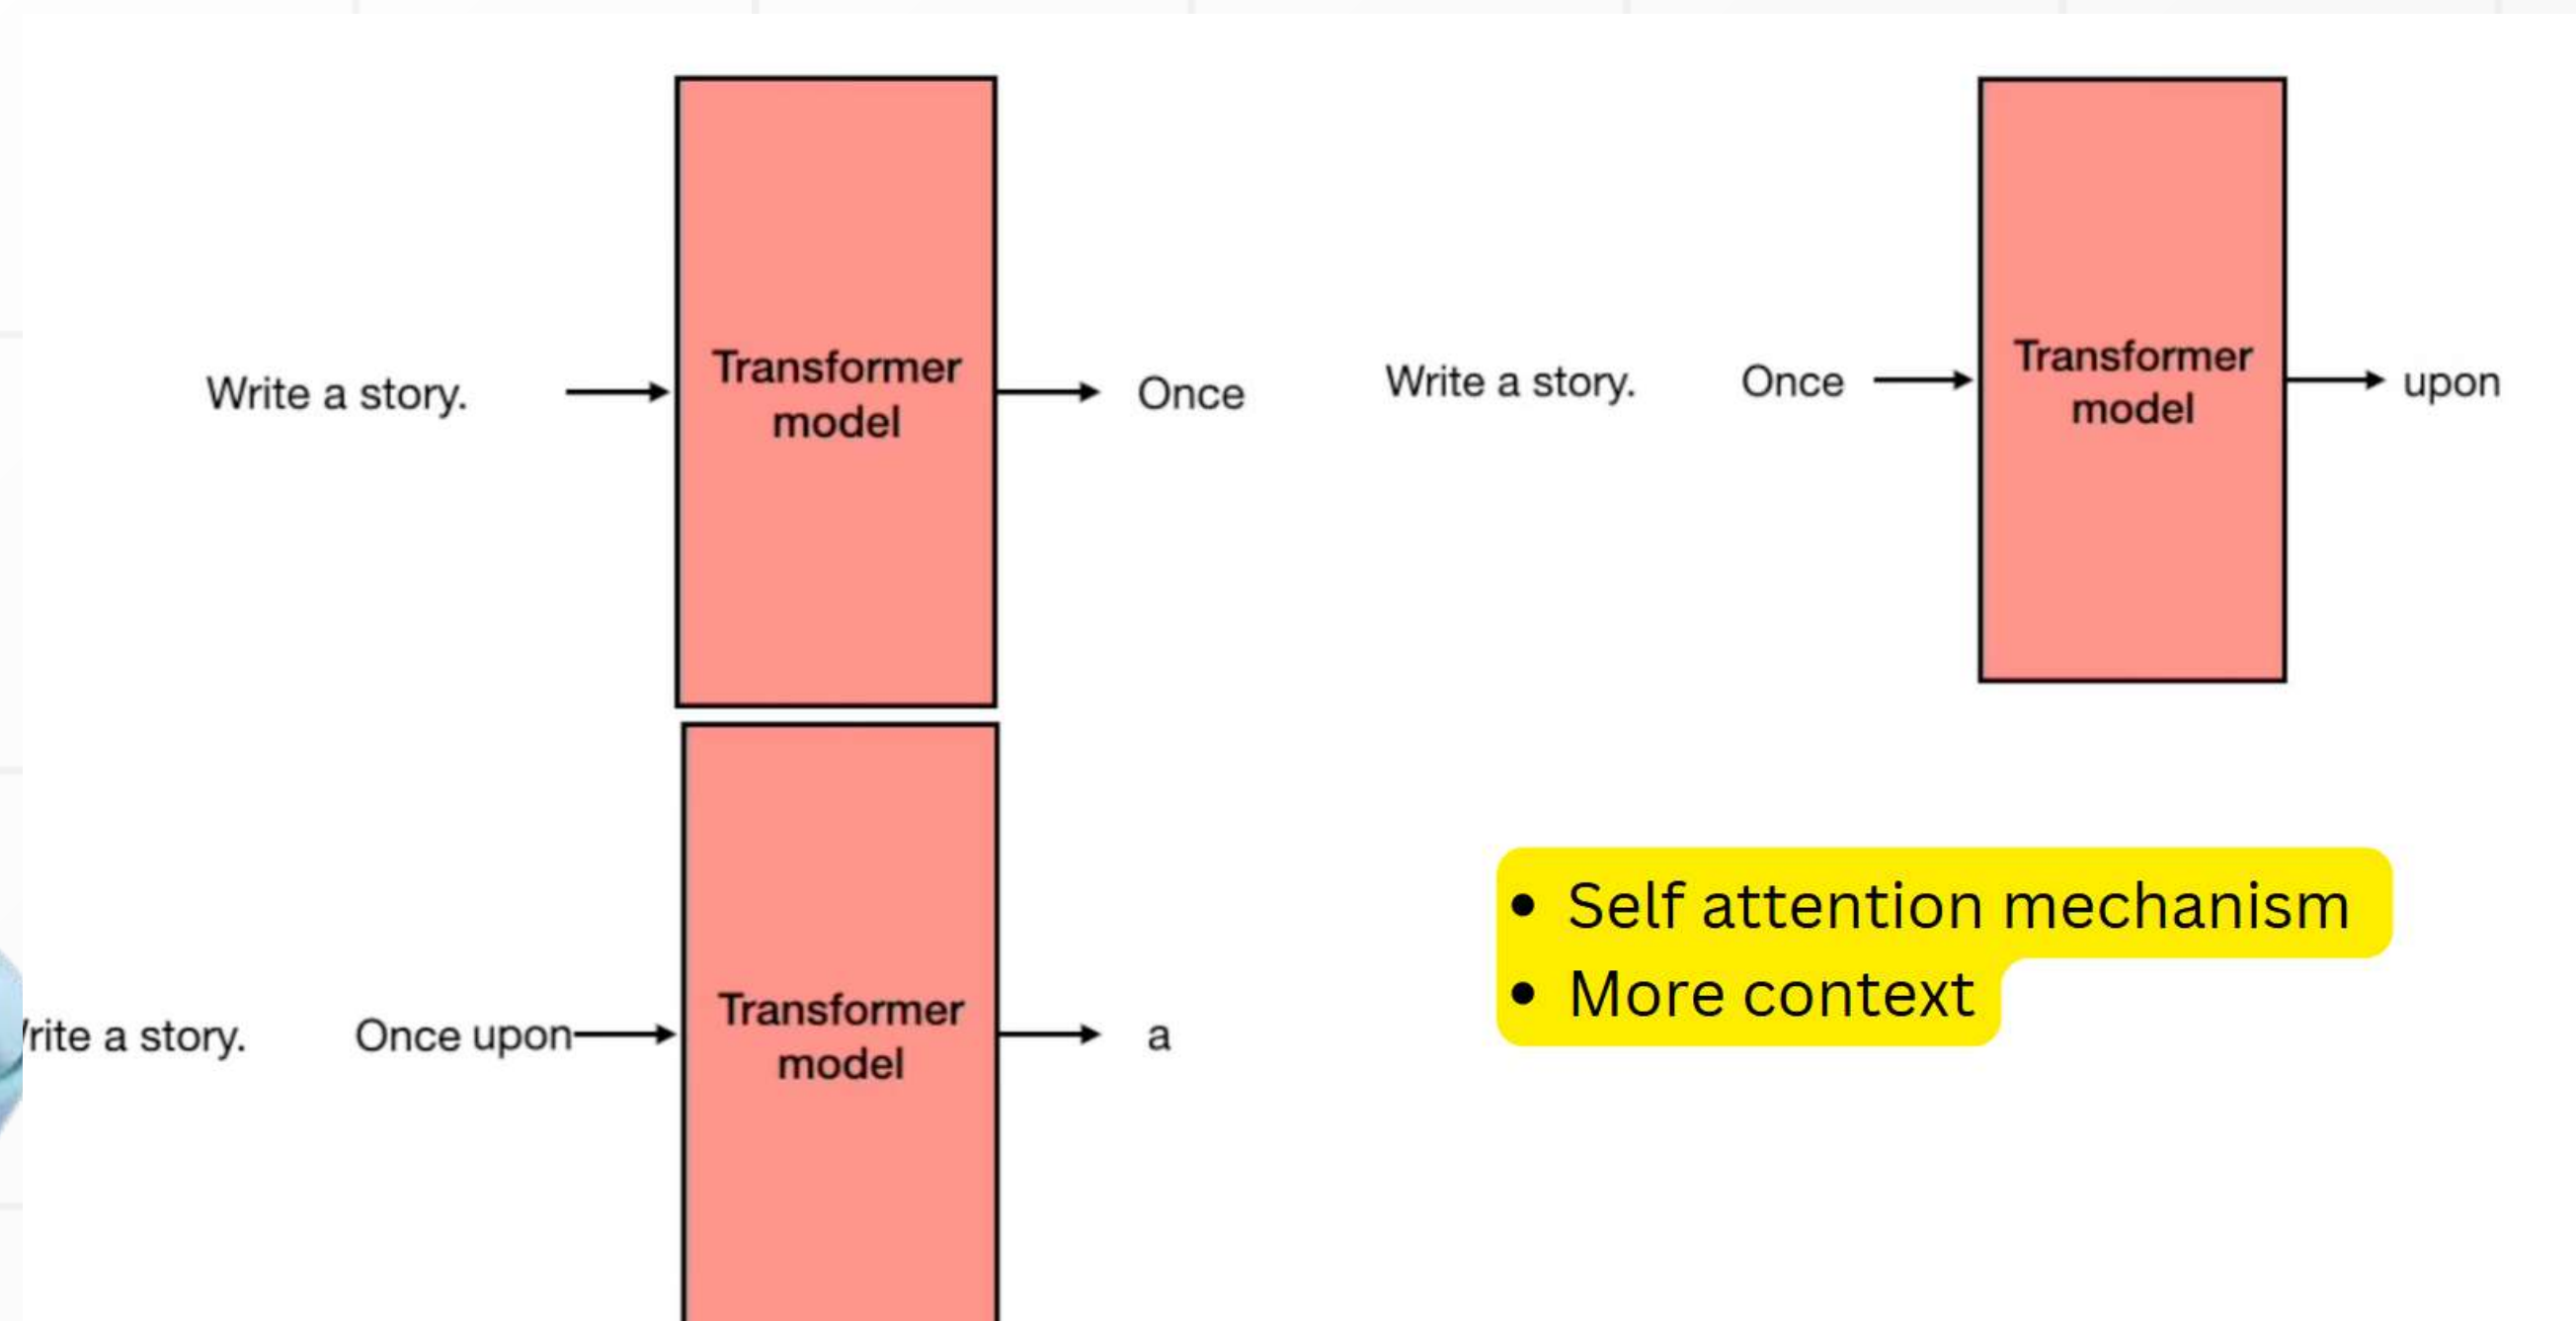 Write a story.
Transformer
model
Once
Write a story.
Once
Transformer
model
upon
rite a story.
Once upon
Transformer
model
a
• Self attention mechanism
• More context